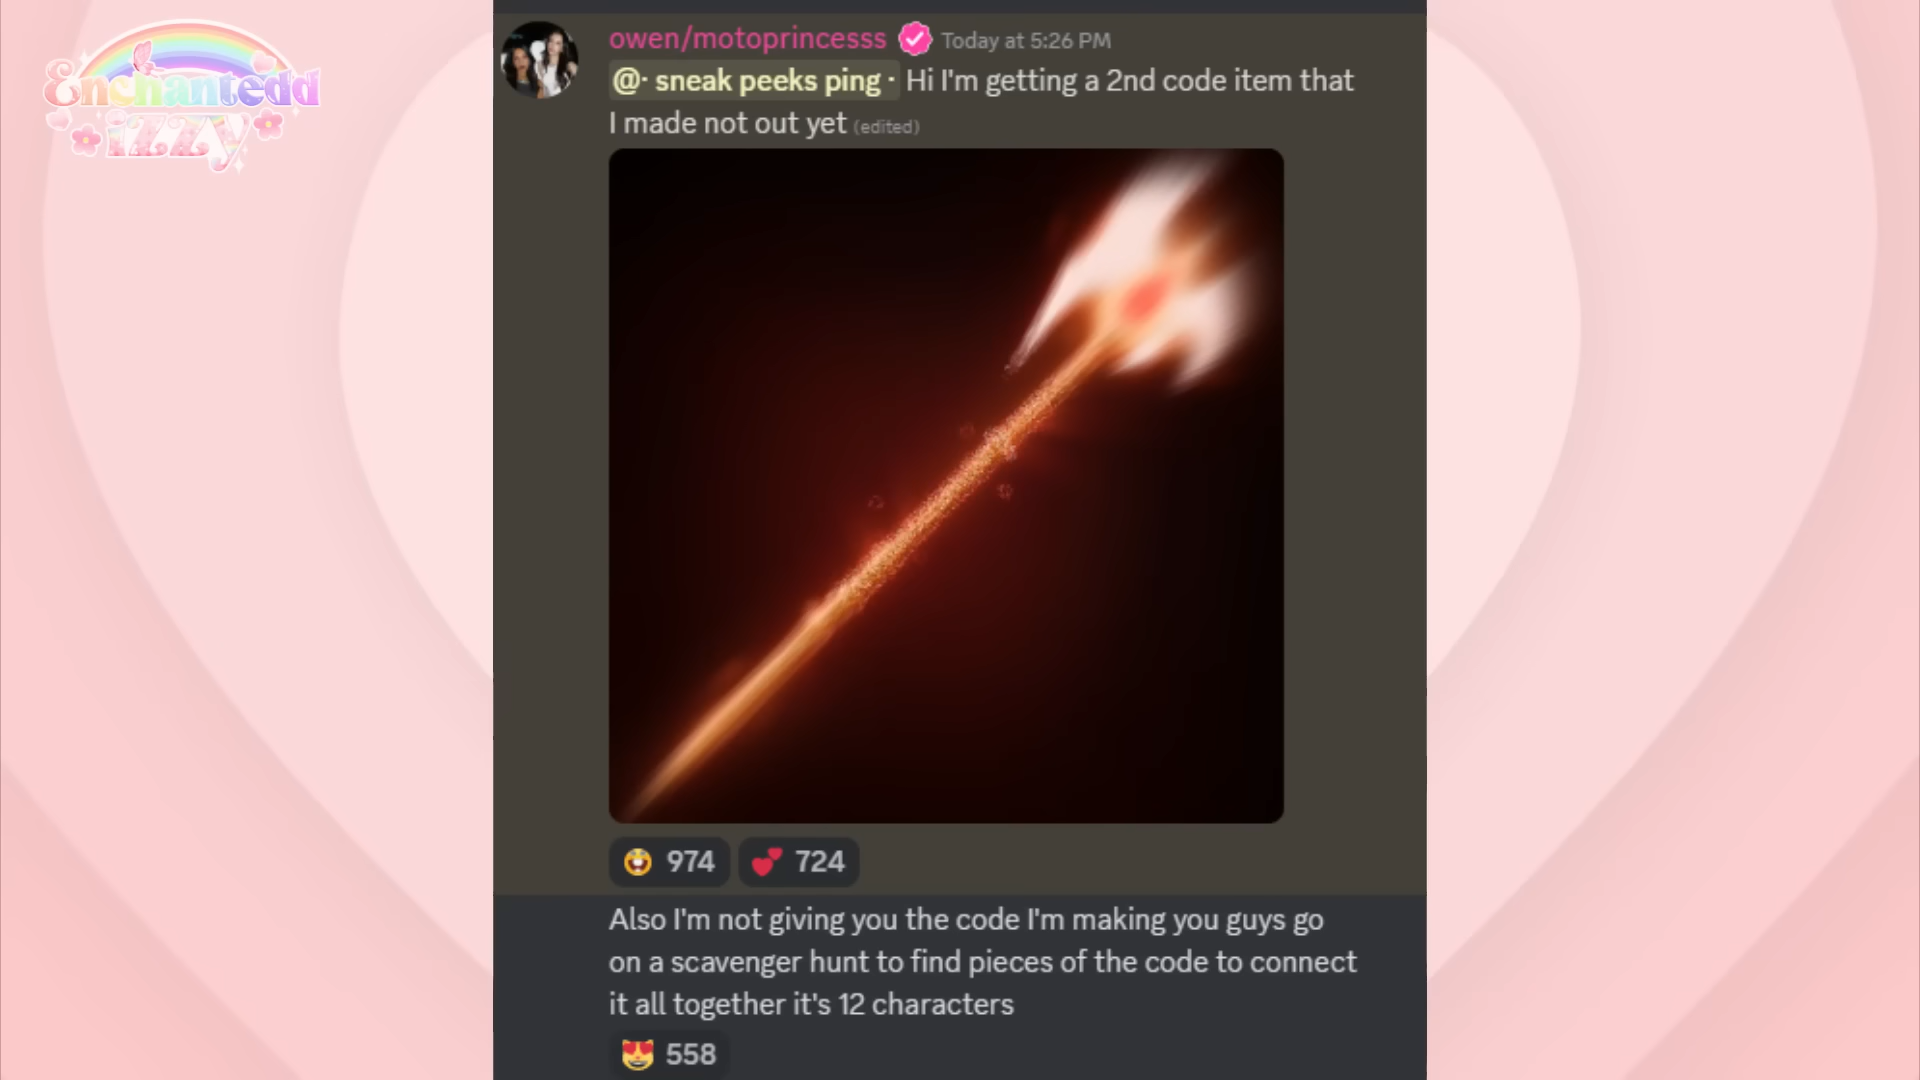 Enchantedd
izzy
owen/motoprincesss Today at 5:26 PM
@· sneak peeks ping · Hi I'm getting a 2nd code item that
I made not out yet (edited)
974 724
Also I'm not giving you the code I'm making you guys go
on a scavenger hunt to find pieces of the code to connect
it all together it's 12 characters
558